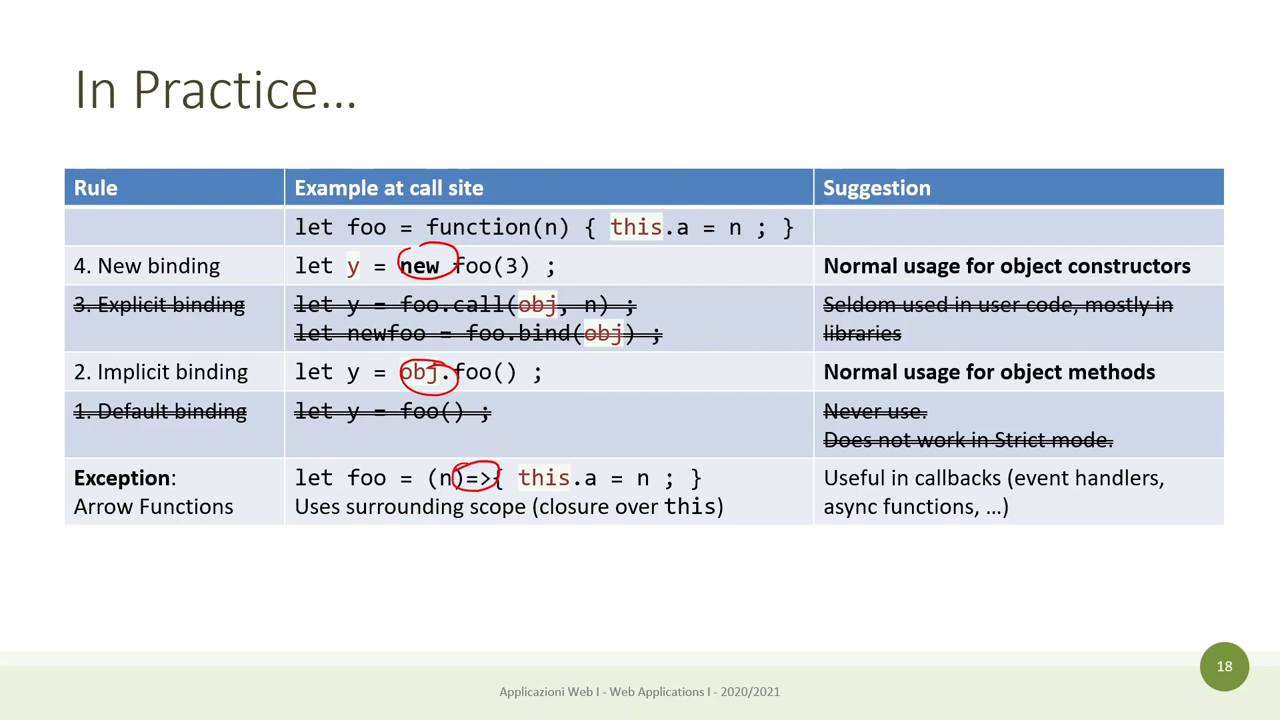 In Practice…
Rule Example at call site Suggestion
let foo = function(n) { this.a = n ; }
4. New binding let y = new foo(3) ; Normal usage for object constructors
3. Explicit binding let y = foo.call(obj, n) ; Seldom used in user code, mostly in
let newfoo = foo.bind(obj) ; libraries
2. Implicit binding let y = obj.foo() ; Normal usage for object methods
1. Default binding let y = foo() ; Never use.
Does not work in Strict mode.
Exception: let foo = (n)=>{ this.a = n ; } Useful in callbacks (event handlers,
Arrow Functions Uses surrounding scope (closure over this) async functions, …)
18
Applicazioni Web I - Web Applications I - 2020/2021